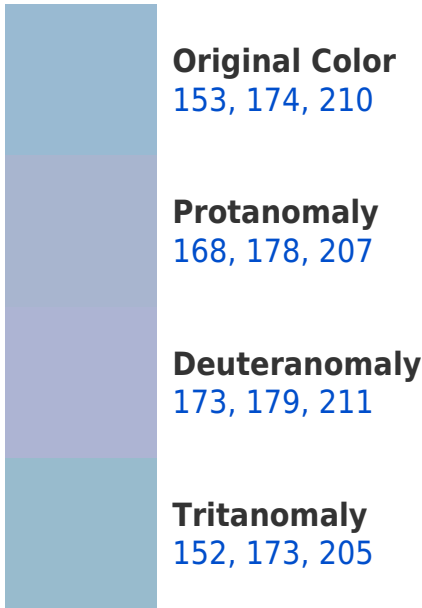 Original Color
153, 174, 210
Protanomaly
168, 178, 207
Deuteranomaly
173, 179, 211
Tritanomaly
152, 173, 205